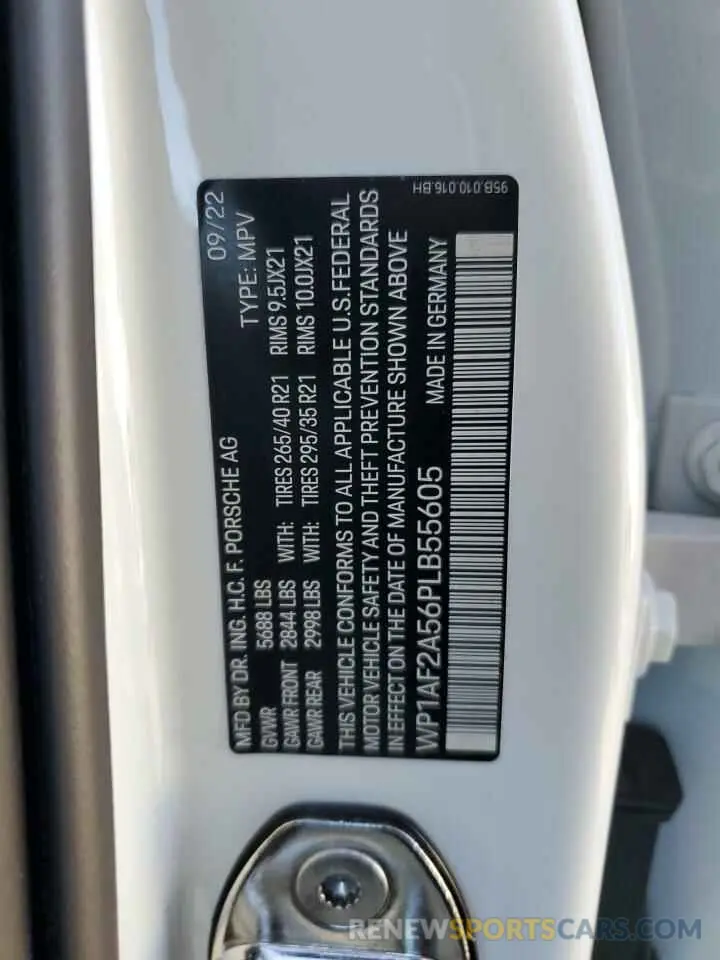 MFD BY DR. ING. H.C. F. PORSCHE AG 09/22
GVWR 5688 LBS TYPE: MPV
GAWR FRONT 2844 LBS WITH: TIRES 265/40 R21 RIMS 9.5JX21
GAWR REAR 2998 LBS WITH: TIRES 295/35 R21 RIMS 10.0JX21
THIS VEHICLE CONFORMS TO ALL APPLICABLE U.S. FEDERAL
MOTOR VEHICLE SAFETY AND THEFT PREVENTION STANDARDS
IN EFFECT ON THE DATE OF MANUFACTURE SHOWN ABOVE
WP1AF2A56PLB55605 MADE IN GERMANY
95B.010.016.BH
RENEWSPORTSCARS.COM